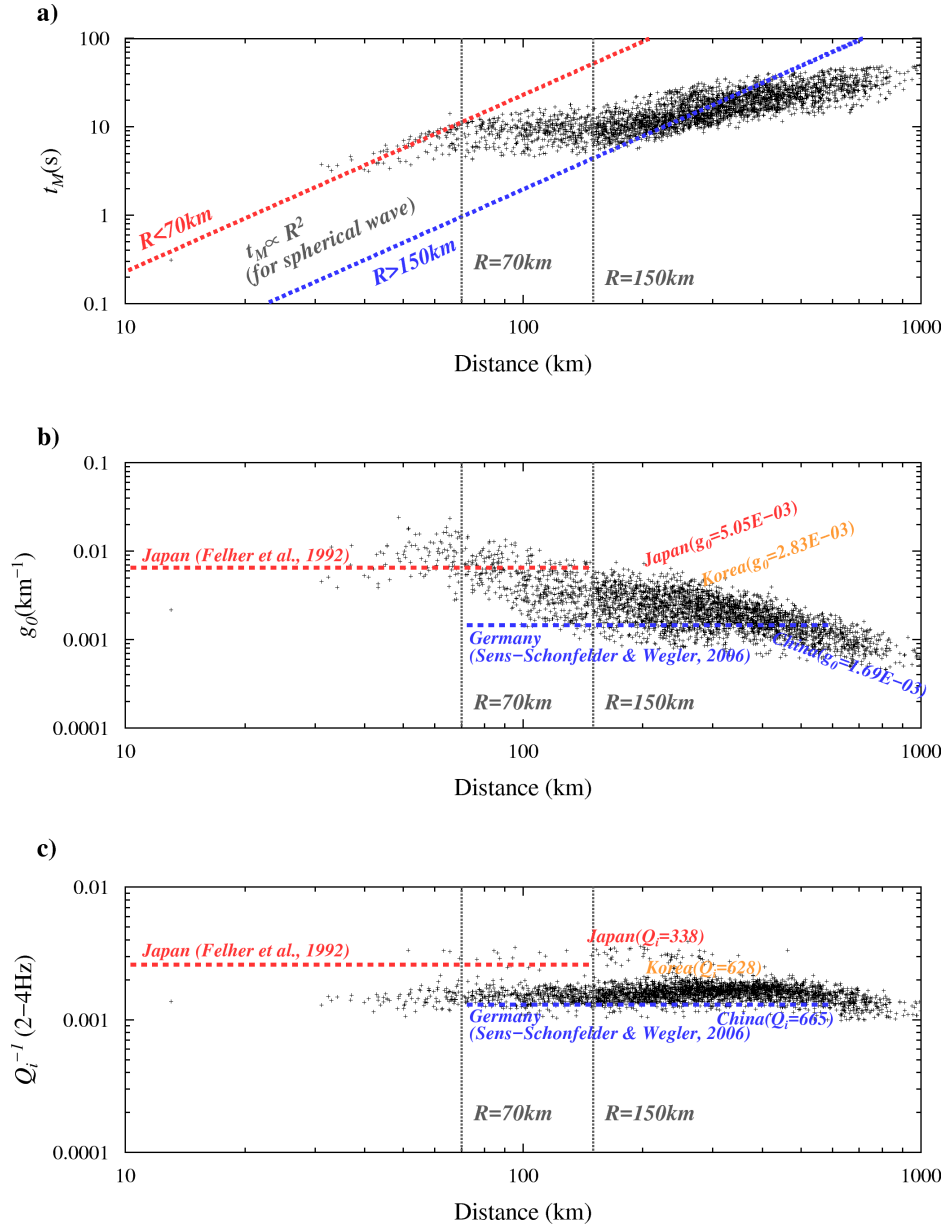 a)
100
10
1
0.1
t_M(s)
R<70km
t_M∝ R²
(for spherical wave)
R>150km
R=70km
R=150km
10
100
1000
Distance (km)
b)
0.1
0.01
0.001
0.0001
g_0(km⁻¹)
Japan (Felher et al., 1992)
Japan(g_0=5.05E−03)
Korea(g_0=2.83E−03)
Germany
(Sens−Schonfelder & Wegler, 2006)
China(g_0=1.69E−03)
R=70km
R=150km
10
100
1000
Distance (km)
c)
0.01
0.001
0.0001
Q_i⁻¹ (2−4Hz)
Japan (Felher et al., 1992)
Japan(Q_i=338)
Korea(Q_i=628)
Germany
(Sens−Schonfelder & Wegler, 2006)
China(Q_i=665)
R=70km
R=150km
10
100
1000
Distance (km)